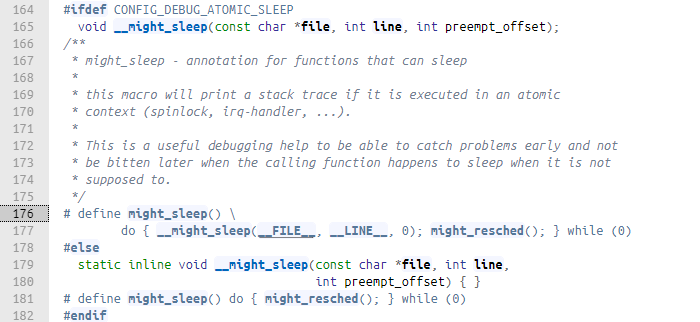 164 #ifdef CONFIG_DEBUG_ATOMIC_SLEEP
165   void __might_sleep(const char *file, int line, int preempt_offset);
166 /**
167  * might_sleep - annotation for functions that can sleep
168  *
169  * this macro will print a stack trace if it is executed in an atomic
170  * context (spinlock, irq-handler, ...).
171  *
172  * This is a useful debugging help to be able to catch problems early and not
173  * be bitten later when the calling function happens to sleep when it is not
174  * supposed to.
175  */
176 # define might_sleep() \
177         do { __might_sleep(__FILE__, __LINE__, 0); might_resched(); } while (0)
178 #else
179   static inline void __might_sleep(const char *file, int line,
180                                    int preempt_offset) { }
181 # define might_sleep() do { might_resched(); } while (0)
182 #endif